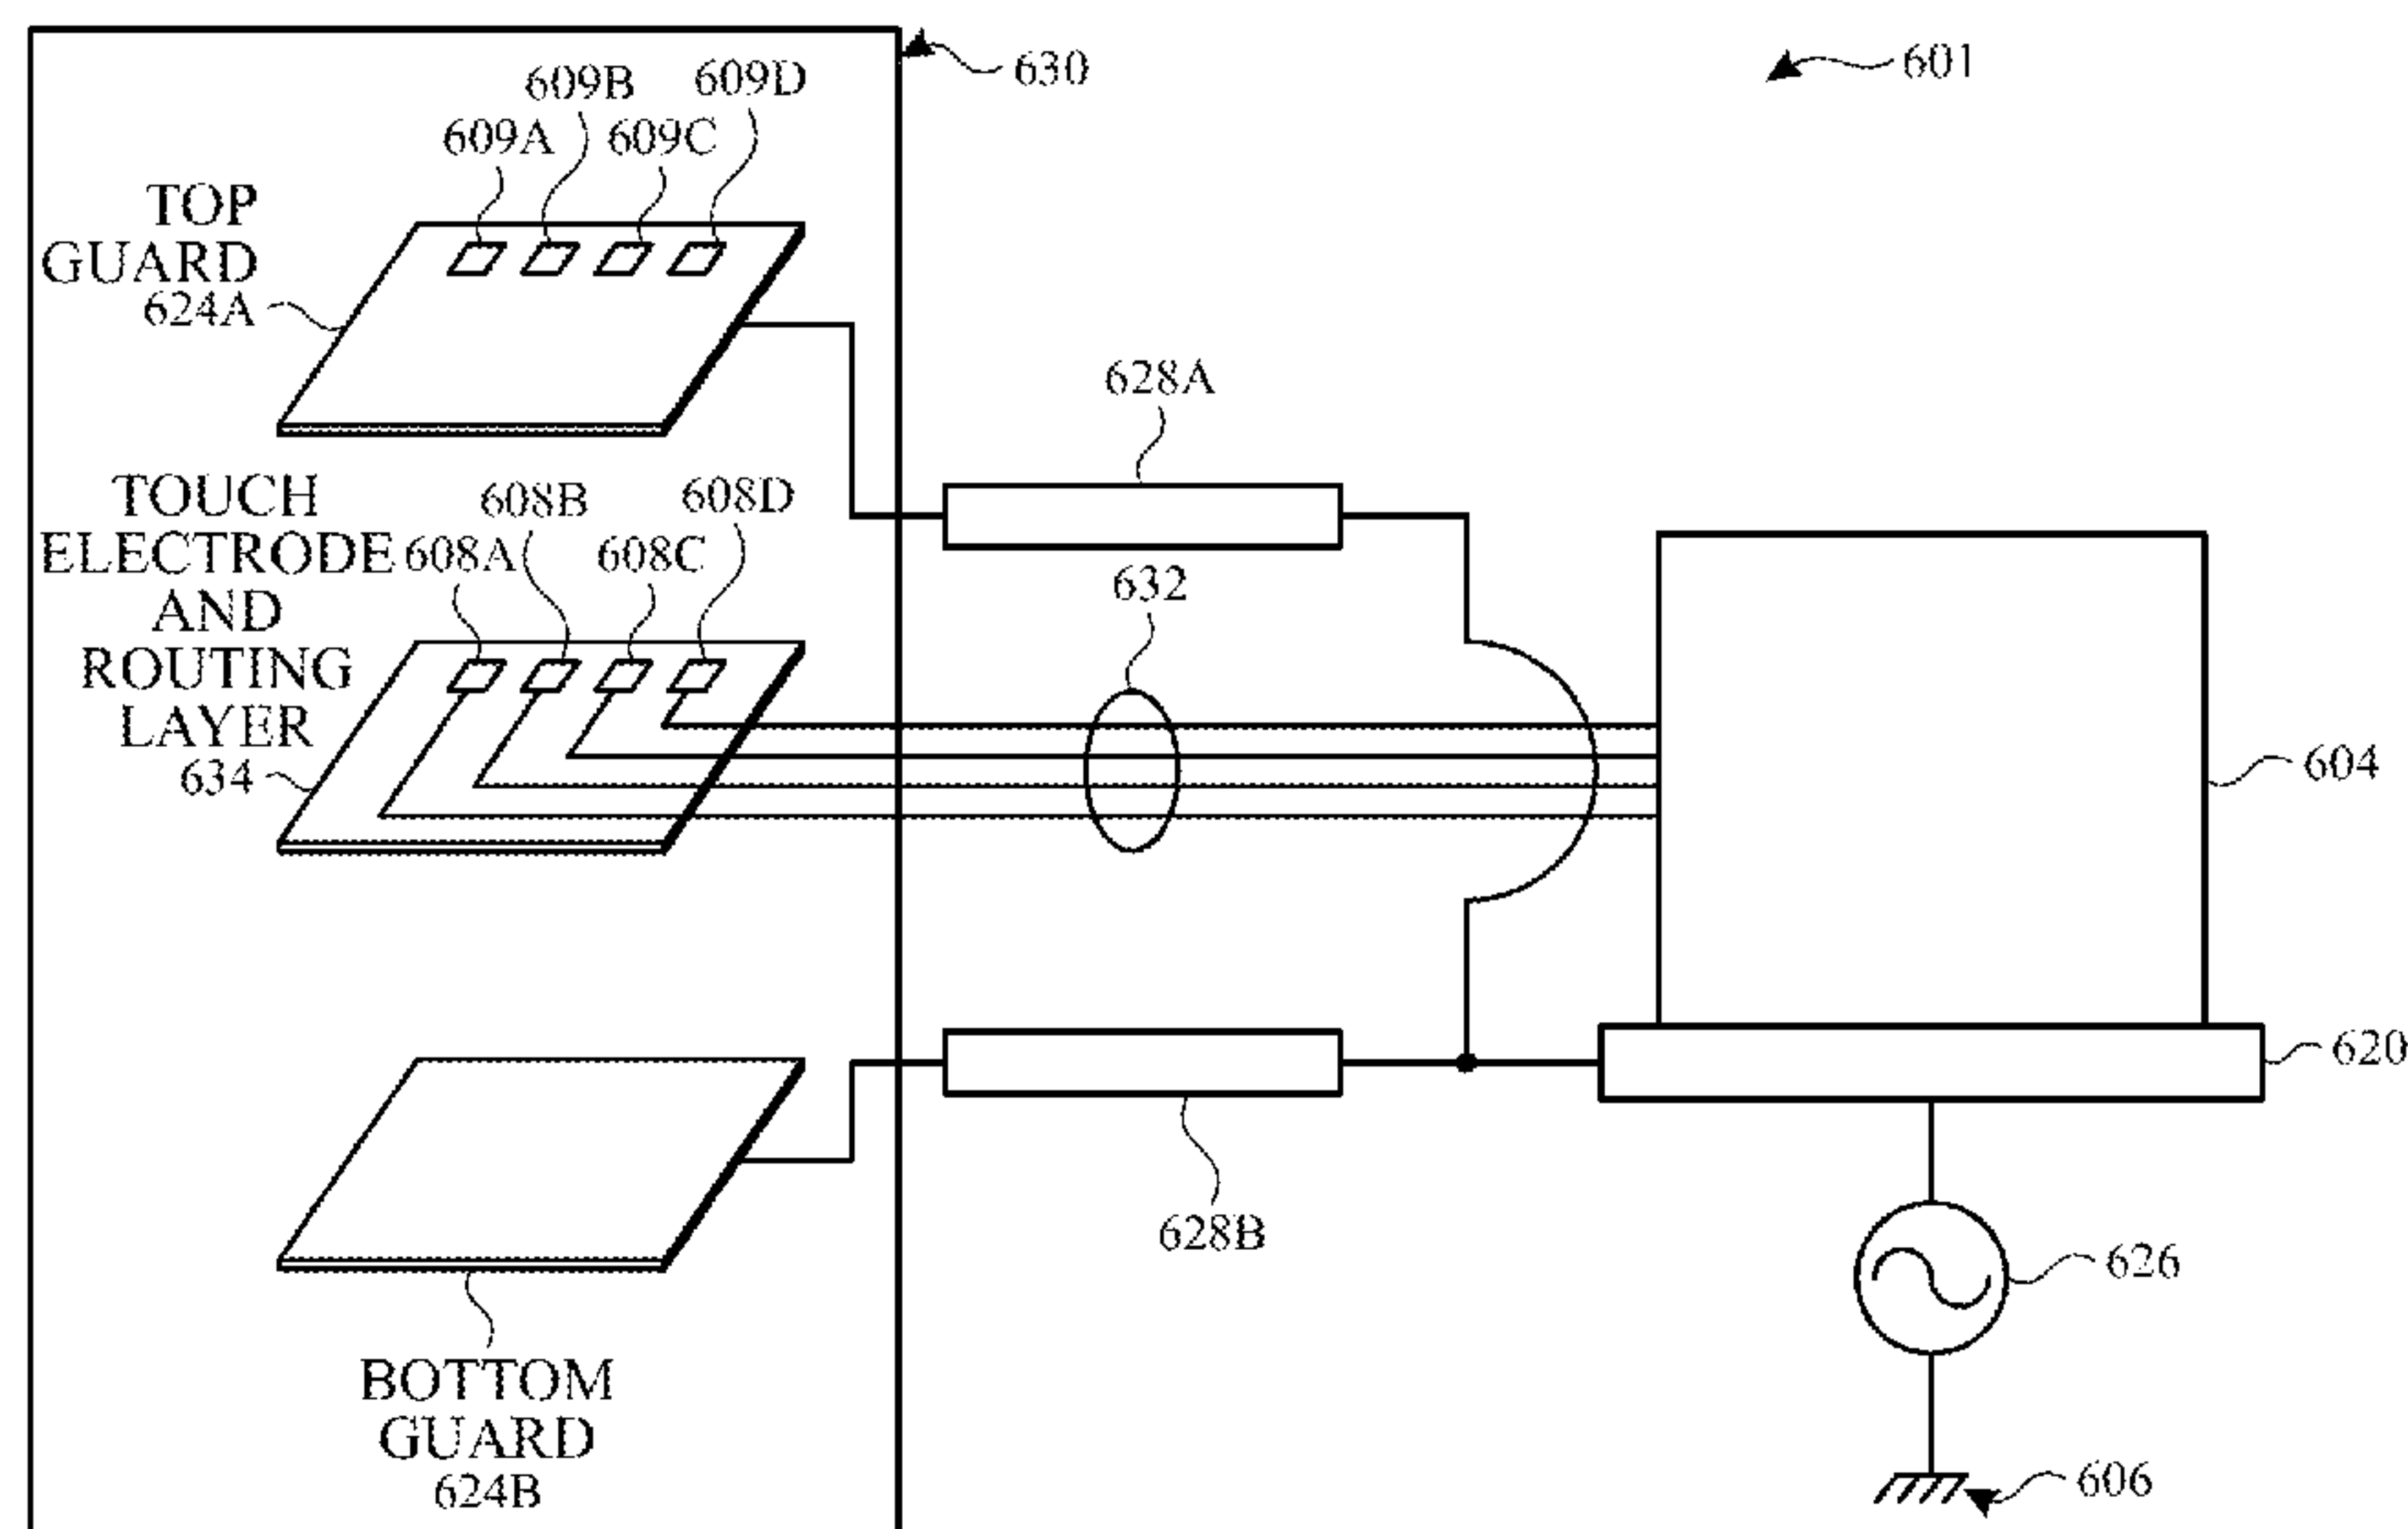 630
601
609B
609D
609A
609C
TOP
GUARD
624A
628A
TOUCH
ELECTRODE
AND
ROUTING
LAYER
634
608B
608D
608A
608C
632
604
620
628B
626
BOTTOM
GUARD
624B
606